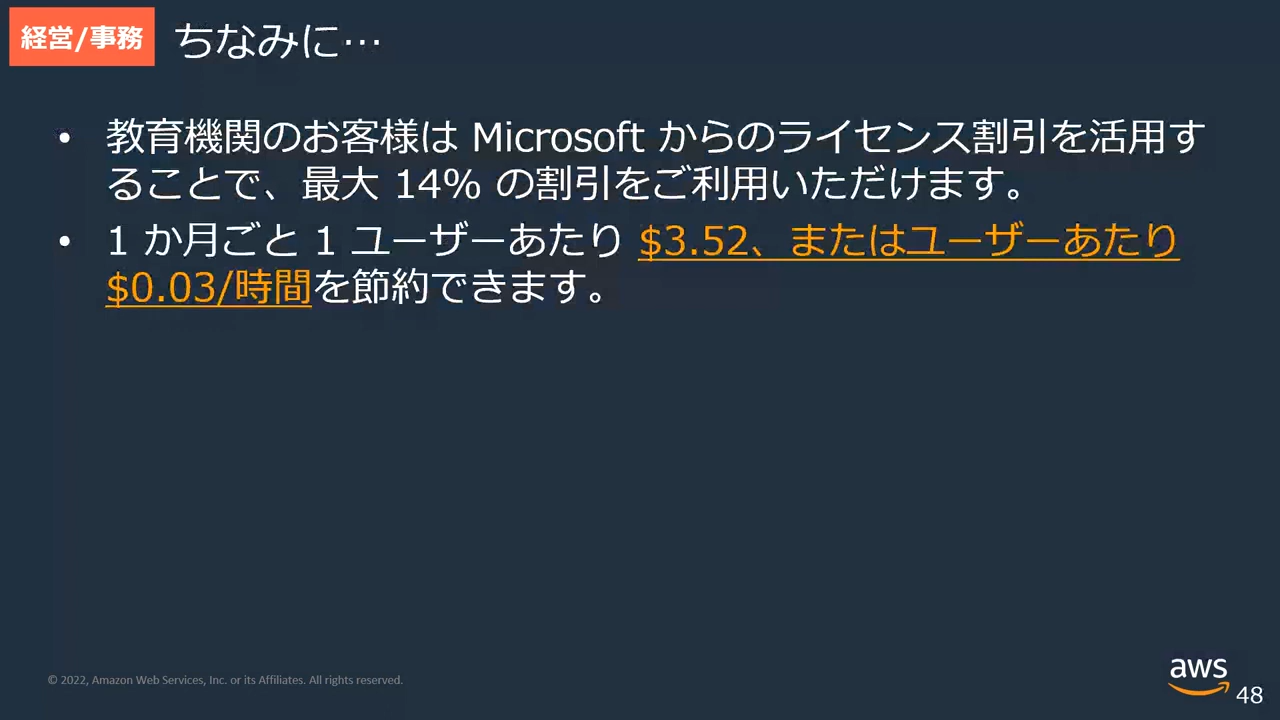 経営/事務
ちなみに…
• 教育機関のお客様は Microsoft からのライセンス割引を活用す
ることで、最大 14% の割引をご利用いただけます。
• 1 か月ごと 1 ユーザーあたり $3.52、またはユーザーあたり
$0.03/時間を節約できます。
© 2022, Amazon Web Services, Inc. or its Affiliates. All rights reserved.
aws
48